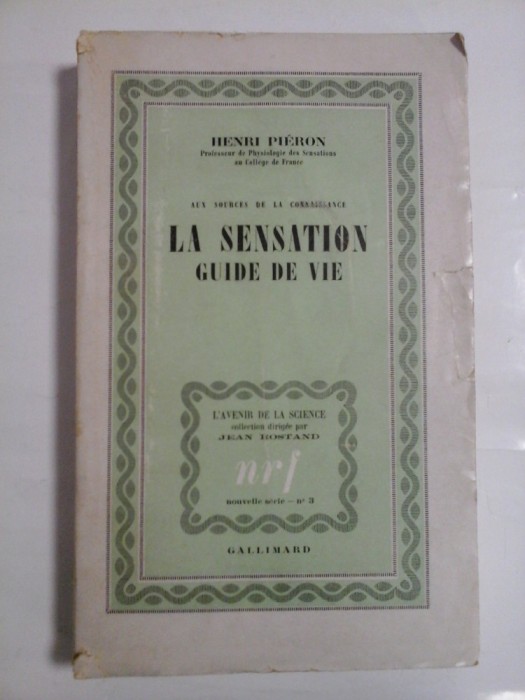 HENRI PIÉRON
Professeur de Physiologie des Sensations
au Collège de France
AUX SOURCES DE LA CONNAISSANCE
LA SENSATION
GUIDE DE VIE
L'AVENIR DE LA SCIENCE
collection dirigée par
JEAN ROSTAND
nrf
nouvelle série – n° 3
GALLIMARD